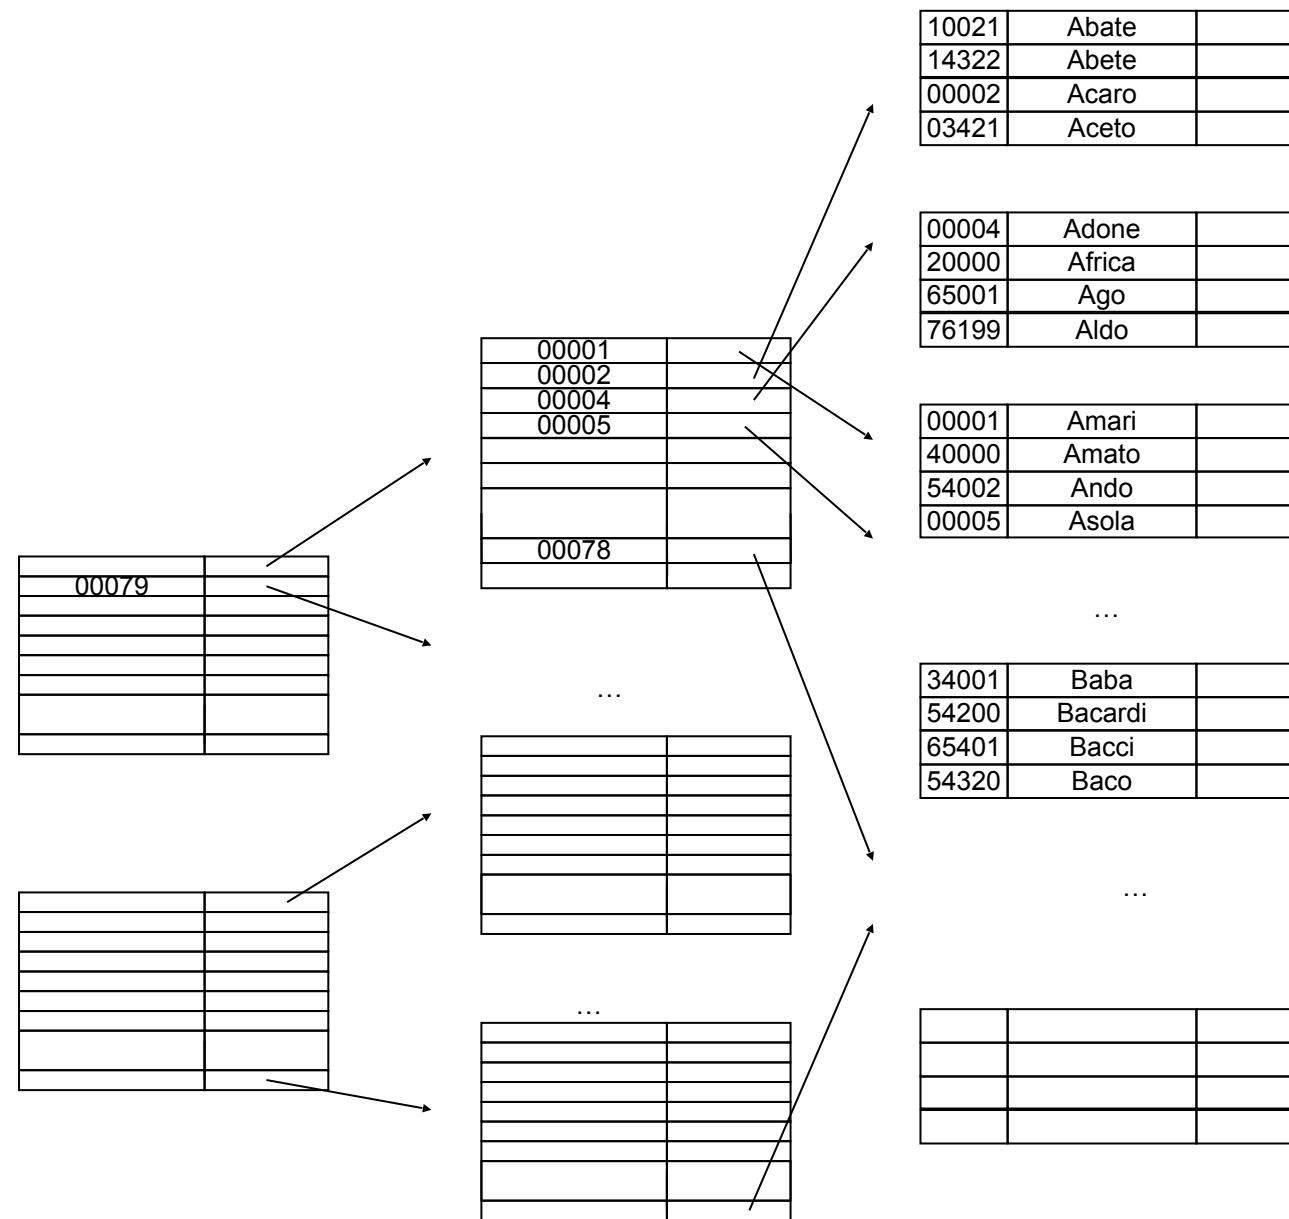 00079
00001
00002
00004
00005
00078
…
…
10021 Abate
14322 Abete
00002 Acaro
03421 Aceto
00004 Adone
20000 Africa
65001 Ago
76199 Aldo
00001 Amari
40000 Amato
54002 Ando
00005 Asola
…
34001 Baba
54200 Bacardi
65401 Bacci
54320 Baco
…